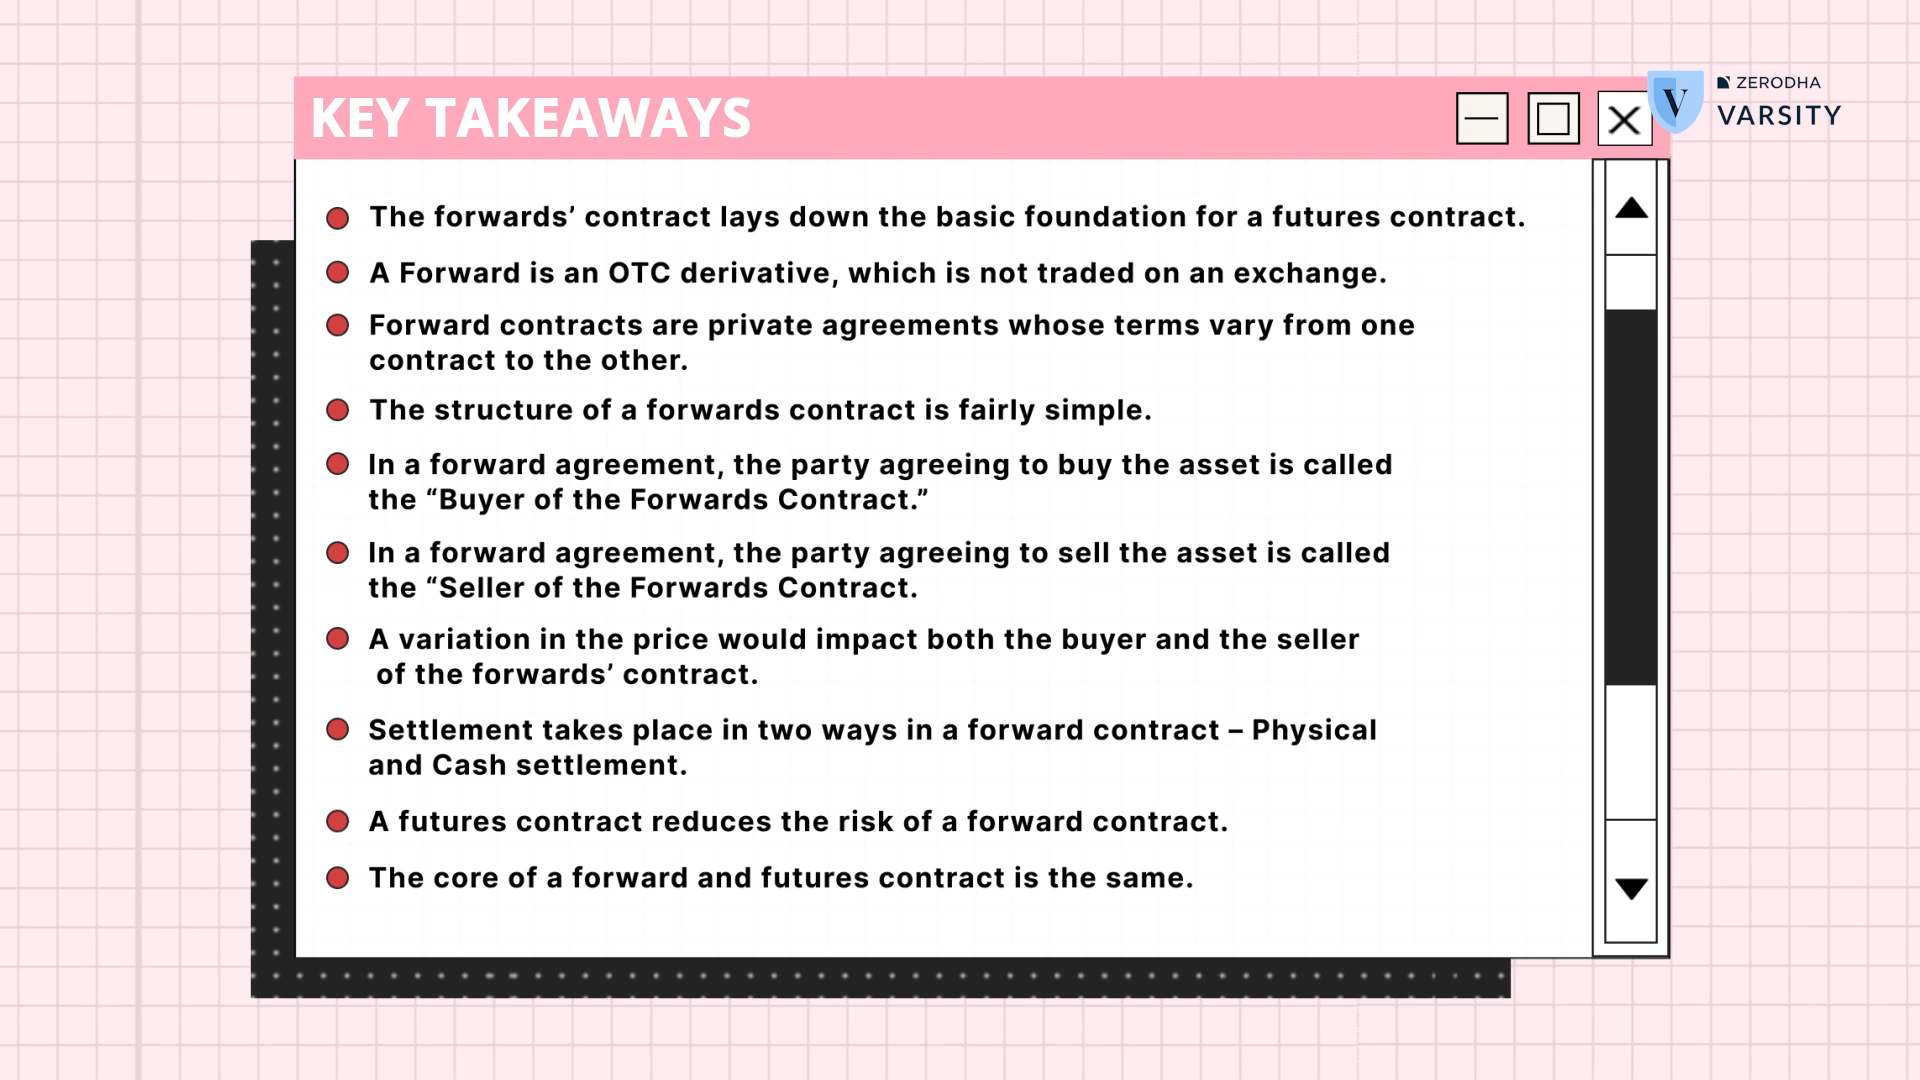 KEY TAKEAWAYS
V
ZERODHA
VARSITY
The forwards’ contract lays down the basic foundation for a futures contract.
A Forward is an OTC derivative, which is not traded on an exchange.
Forward contracts are private agreements whose terms vary from one
contract to the other.
The structure of a forwards contract is fairly simple.
In a forward agreement, the party agreeing to buy the asset is called
the “Buyer of the Forwards Contract.”
In a forward agreement, the party agreeing to sell the asset is called
the “Seller of the Forwards Contract.
A variation in the price would impact both the buyer and the seller
of the forwards’ contract.
Settlement takes place in two ways in a forward contract – Physical
and Cash settlement.
A futures contract reduces the risk of a forward contract.
The core of a forward and futures contract is the same.